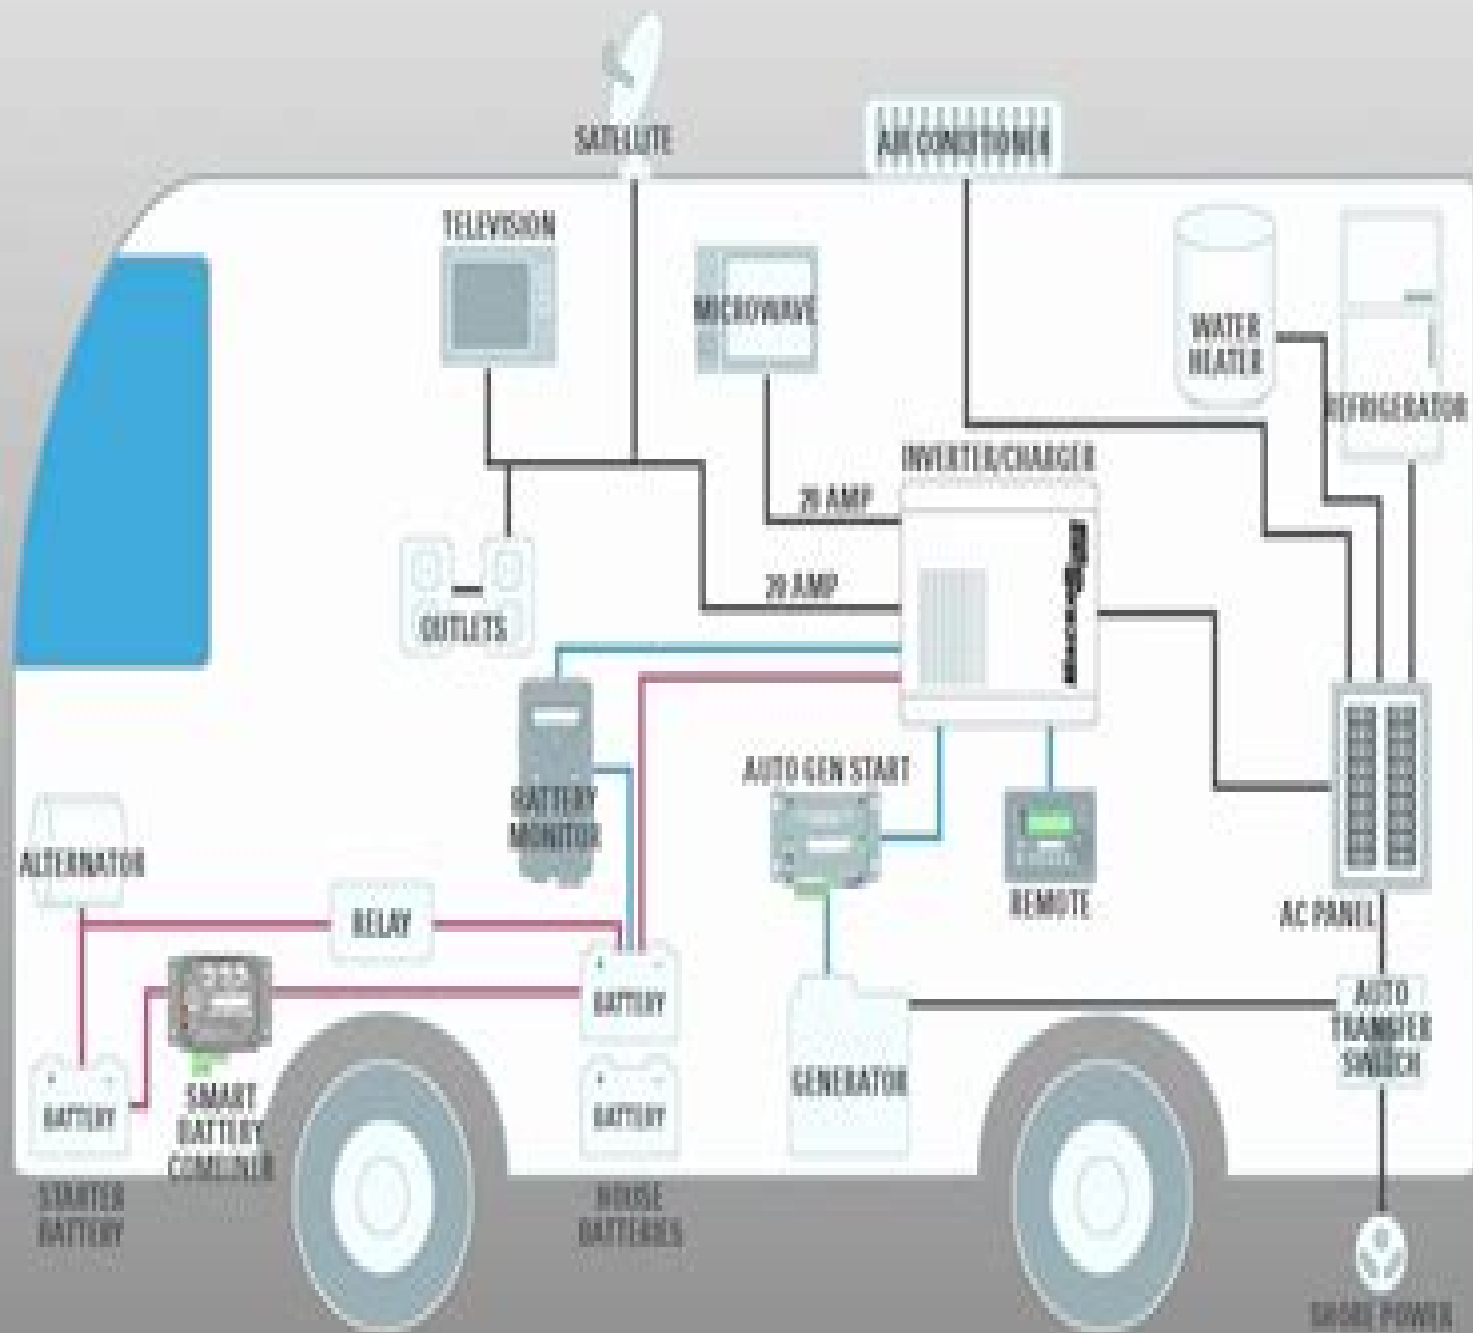 SATELLITE
AIR CONDITIONER
TELEVISION
MICROWAVE
WATER
HEATER
REFRIGERATOR
INVERTER/CHARGER
20 AMP
20 AMP
OUTLETS
BATTERY
MONITOR
AUTO GEN START
REMOTE
ALTERNATOR
RELAY
AC PANEL
BATTERY
AUTO
TRANSFER
SWITCH
BATTERY
SMART
BATTERY
COMBINER
BATTERY
GENERATOR
STARTER
BATTERY
HOUSE
BATTERIES
SHORE POWER